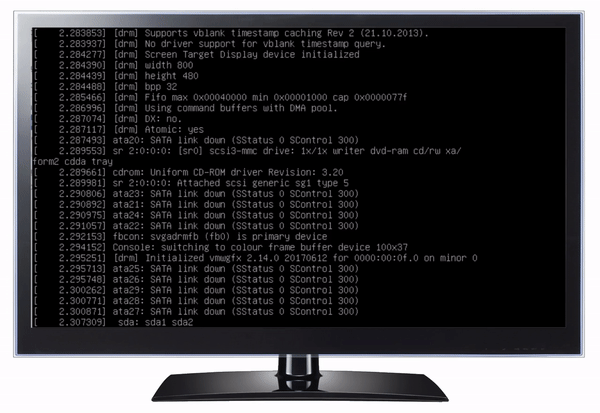 [    2.283853] [drm] Supports vblank timestamp caching Rev 2 (21.10.2013).
[    2.283937] [drm] No driver support for vblank timestamp query.
[    2.284277] [drm] Screen Target Display device initialized
[    2.284390] [drm] width 800
[    2.284439] [drm] height 480
[    2.284488] [drm] bpp 32
[    2.285466] [drm] Fifo max 0x00040000 min 0x00001000 cap 0x0000077f
[    2.286996] [drm] Using command buffers with DMA pool.
[    2.287074] [drm] DX: no.
[    2.287117] [drm] Atomic: yes
[    2.287493] ata20: SATA link down (SStatus 0 SControl 300)
[    2.289553] sr 2:0:0:0: [sr0] scsi3-mmc drive: 1x/1x writer dvd-ram cd/rw xa/
form2 cdda tray
[    2.289661] cdrom: Uniform CD-ROM driver Revision: 3.20
[    2.289981] sr 2:0:0:0: Attached scsi generic sg1 type 5
[    2.290806] ata23: SATA link down (SStatus 0 SControl 300)
[    2.290892] ata21: SATA link down (SStatus 0 SControl 300)
[    2.290975] ata24: SATA link down (SStatus 0 SControl 300)
[    2.291057] ata22: SATA link down (SStatus 0 SControl 300)
[    2.292153] fbcon: svgadrmfb (fb0) is primary device
[    2.294152] Console: switching to colour frame buffer device 100x37
[    2.295251] [drm] Initialized vmwgfx 2.14.0 20170612 for 0000:00:0f.0 on minor 0
[    2.295713] ata25: SATA link down (SStatus 0 SControl 300)
[    2.295748] ata26: SATA link down (SStatus 0 SControl 300)
[    2.300262] ata29: SATA link down (SStatus 0 SControl 300)
[    2.300771] ata28: SATA link down (SStatus 0 SControl 300)
[    2.300871] ata27: SATA link down (SStatus 0 SControl 300)
[    2.307309]  sda: sda1 sda2